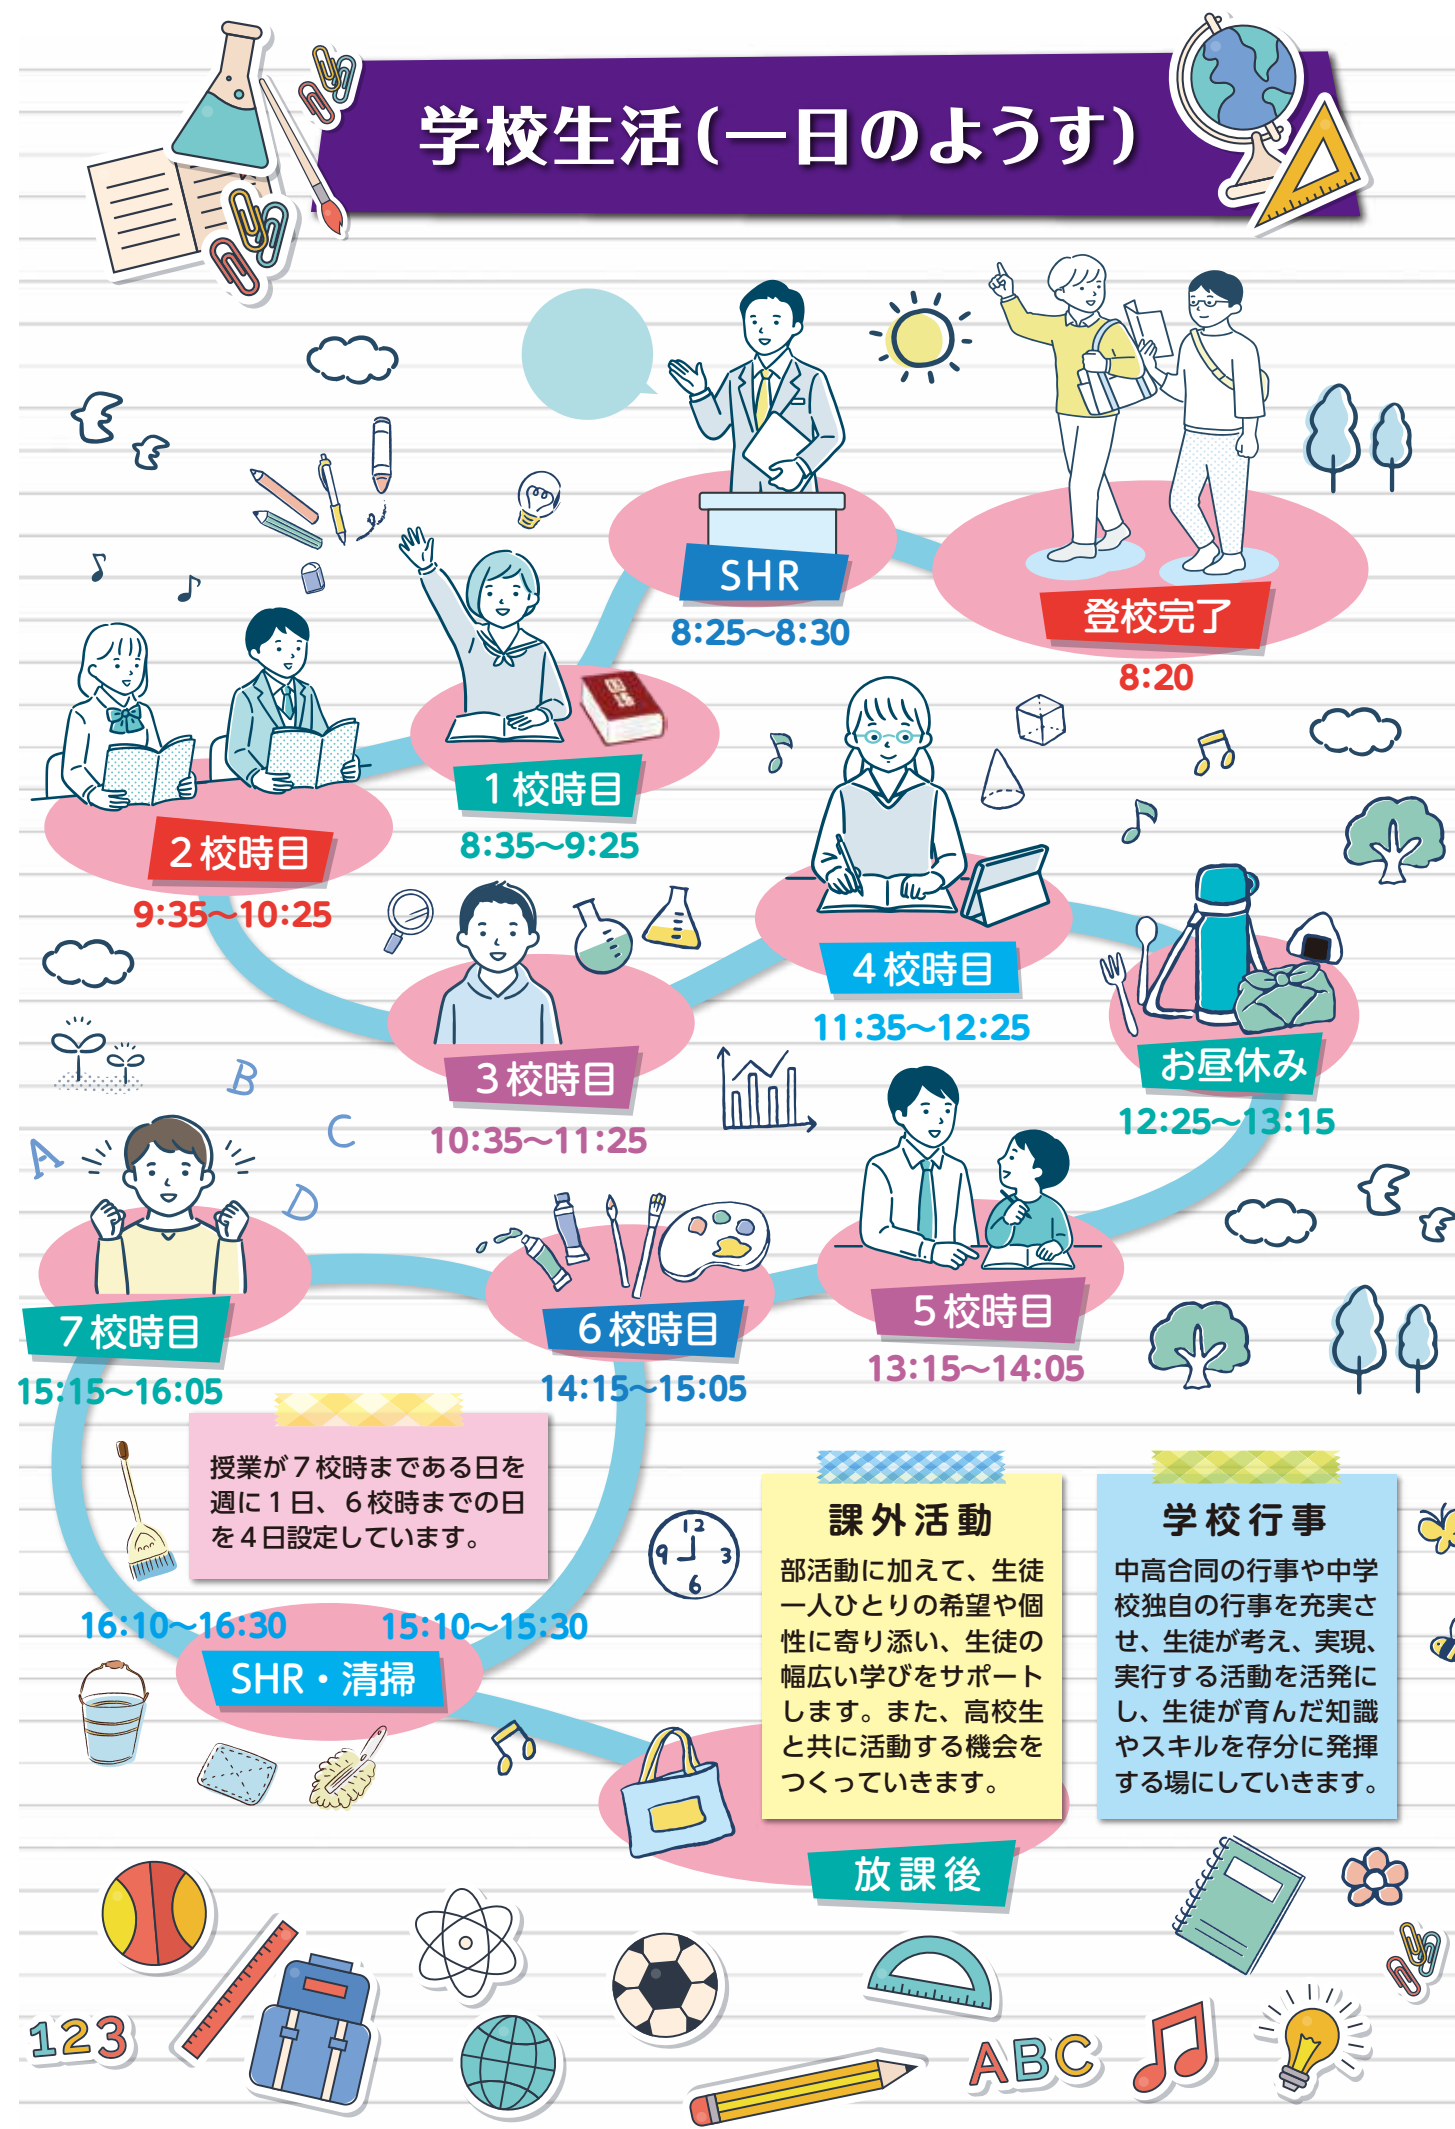 学校生活(一日のようす)
登校完了
8:20
SHR
8:25〜8:30
1校時目
8:35〜9:25
2校時目
9:35〜10:25
3校時目
10:35〜11:25
4校時目
11:35〜12:25
お昼休み
12:25〜13:15
5校時目
13:15〜14:05
6校時目
14:15〜15:05
7校時目
15:15〜16:05
A
B
C
D
授業が7校時まである日を
週に1日、6校時までの日
を4日設定しています。
16:10〜16:30
15:10〜15:30
SHR・清掃
12
3
6
9
放課後
課外活動
部活動に加えて、生徒
一人ひとりの希望や個
性に寄り添い、生徒の
幅広い学びをサポート
します。また、高校生
と共に活動する機会を
つくっていきます。
学校行事
中高合同の行事や中学
校独自の行事を充実さ
せ、生徒が考え、実現、
実行する活動を活発に
し、生徒が育んだ知識
やスキルを存分に発揮
する場にしていきます。
123
ABC